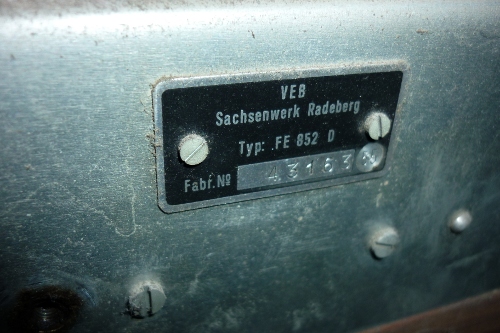 VEB
Sachsenwerk Radeberg
Typ: FE 852 D
Fabr.Nº 43163